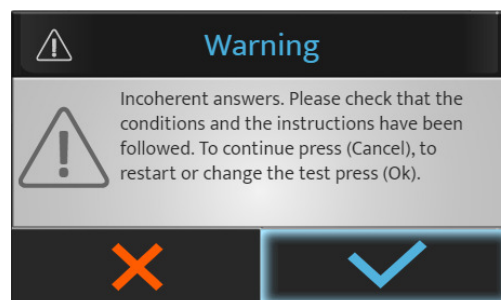 Warning
Incoherent answers. Please check that the
conditions and the instructions have been
followed. To continue press (Cancel), to
restart or change the test press (Ok).